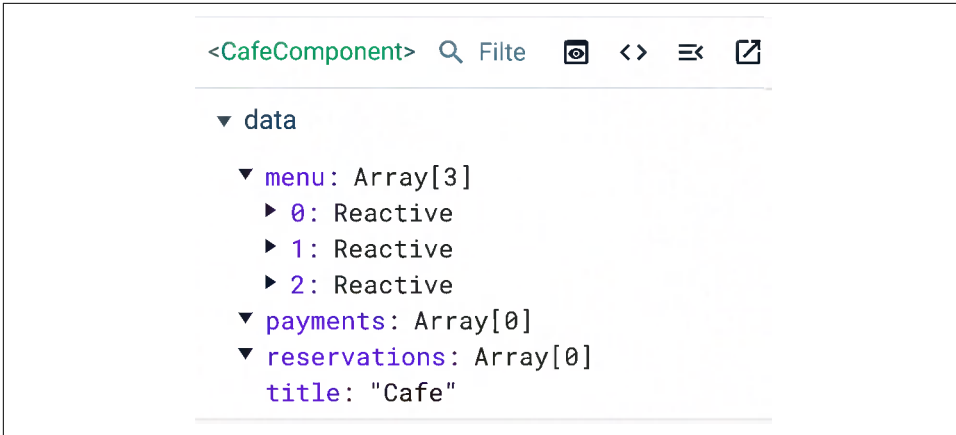 <CafeComponent> Filte < >
data
menu: Array[3]
0: Reactive
1: Reactive
2: Reactive
payments: Array[0]
reservations: Array[0]
title: "Cafe"